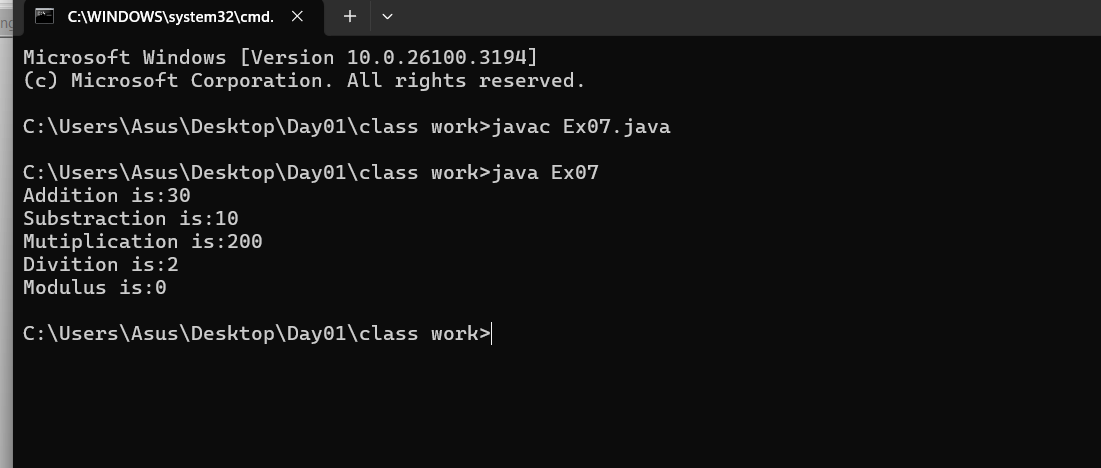 ng
C:\WINDOWS\system32\cmd.
Microsoft Windows [Version 10.0.26100.3194]
(c) Microsoft Corporation. All rights reserved.
C:\Users\Asus\Desktop\Day01\class work>javac Ex07.java
C:\Users\Asus\Desktop\Day01\class work>java Ex07
Addition is:30
Substraction is:10
Mutiplication is:200
Divition is:2
Modulus is:0
C:\Users\Asus\Desktop\Day01\class work>